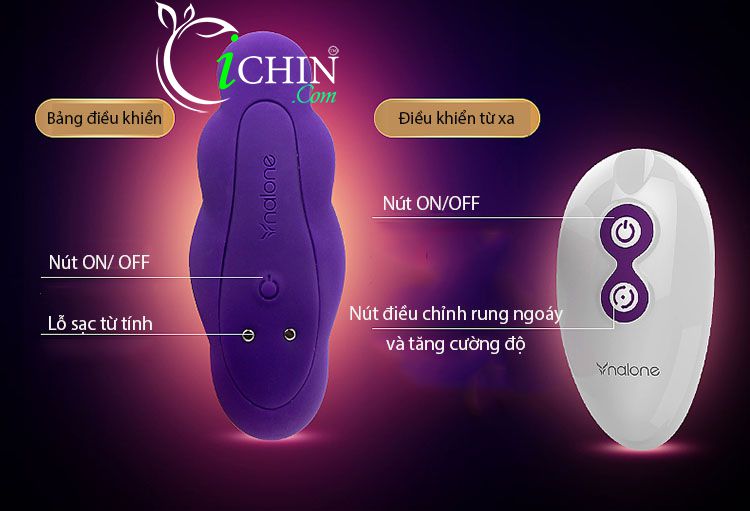 iCHIN
.Com
TM
Bảng điều khiển
Điều khiển từ xa
nalone
Nút ON/OFF
Nút ON/ OFF
Lỗ sạc từ tính
Nút điều chỉnh rung ngoáy
và tăng cường độ
nalone